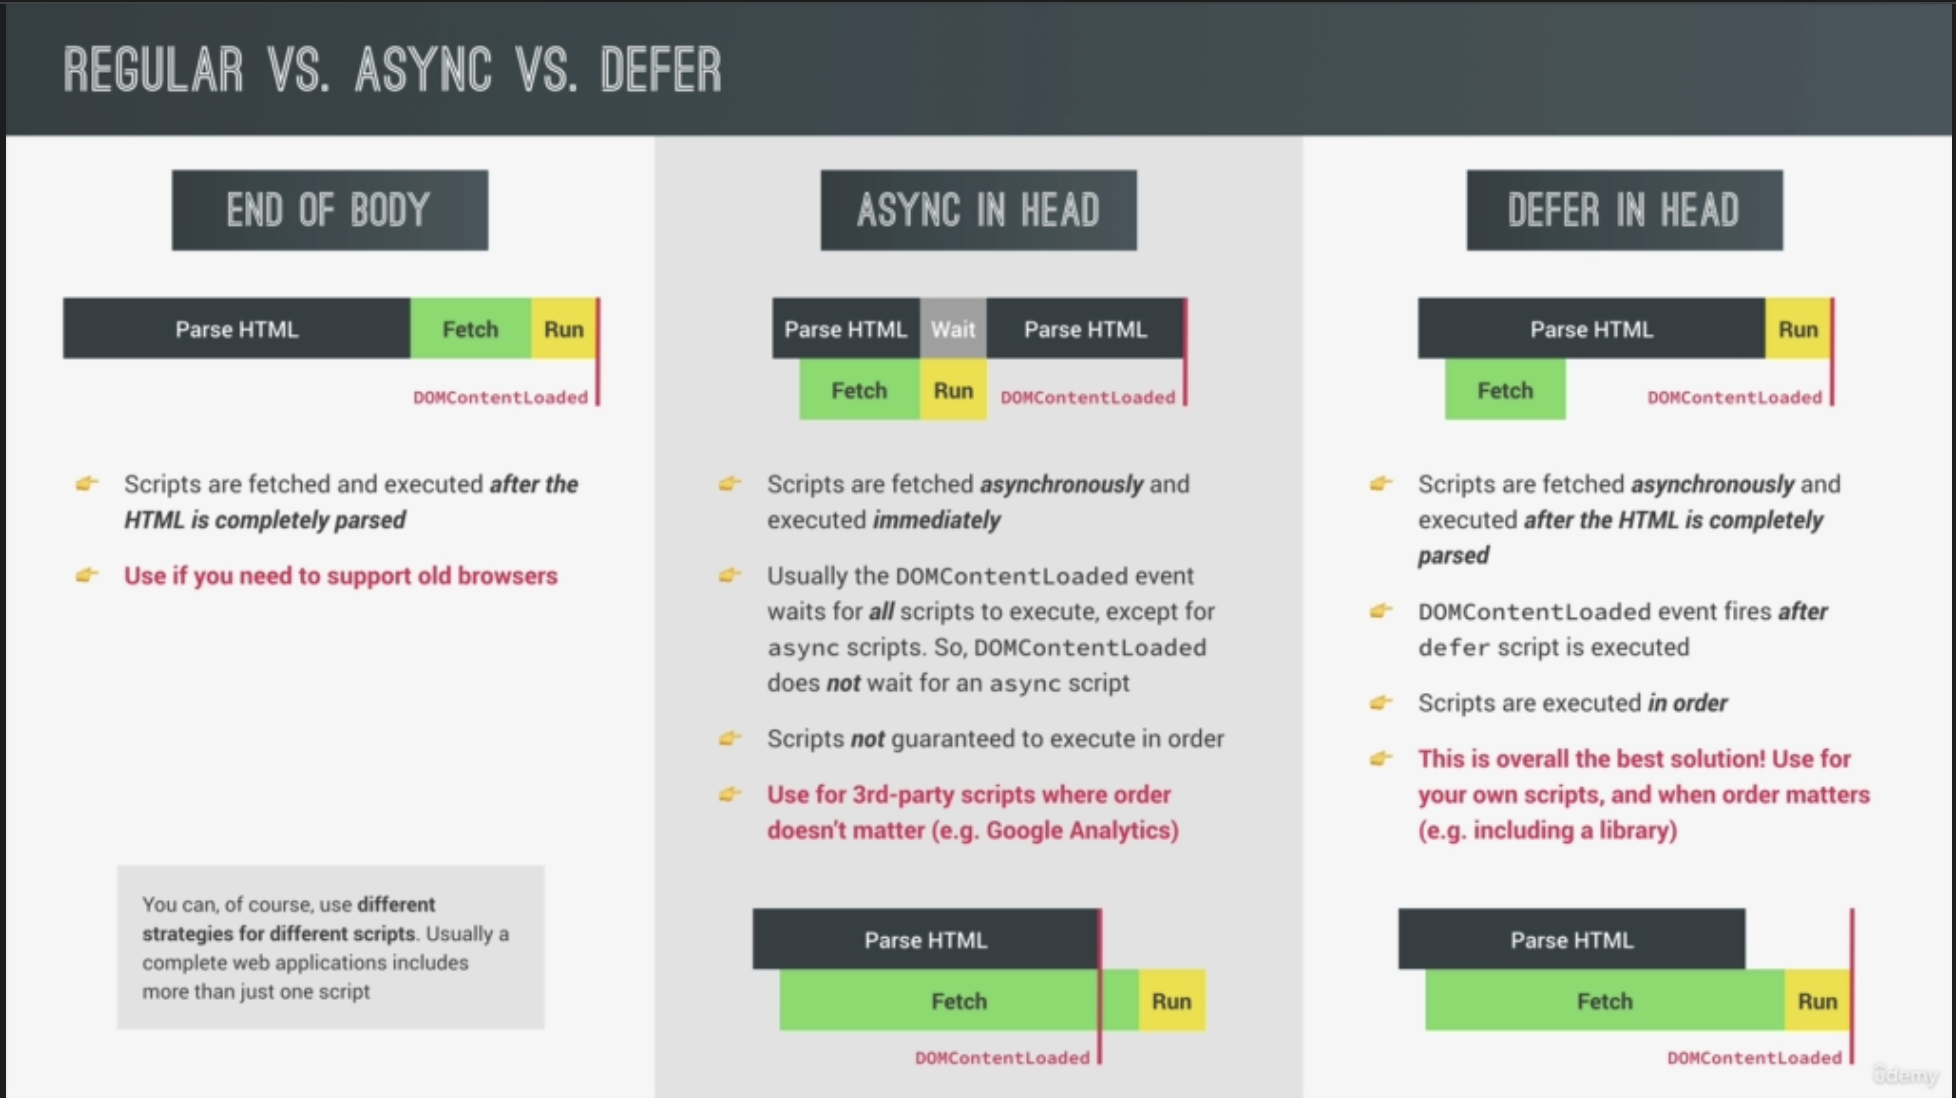 REGULAR VS. ASYNC VS. DEFER
END OF BODY
Parse HTML
Fetch
Run
DOMContentLoaded
Scripts are fetched and executed after the
HTML is completely parsed
Use if you need to support old browsers
You can, of course, use different
strategies for different scripts. Usually a
complete web applications includes
more than just one script
ASYNC IN HEAD
Parse HTML
Wait
Parse HTML
Fetch
Run
DOMContentLoaded
Scripts are fetched asynchronously and
executed immediately
Usually the DOMContentLoaded event
waits for all scripts to execute, except for
async scripts. So, DOMContentLoaded
does not wait for an async script
Scripts not guaranteed to execute in order
Use for 3rd-party scripts where order
doesn't matter (e.g. Google Analytics)
Parse HTML
Fetch
Run
DOMContentLoaded
DEFER IN HEAD
Parse HTML
Run
Fetch
DOMContentLoaded
Scripts are fetched asynchronously and
executed after the HTML is completely
parsed
DOMContentLoaded event fires after
defer script is executed
Scripts are executed in order
This is overall the best solution! Use for
your own scripts, and when order matters
(e.g. including a library)
Parse HTML
Fetch
Run
DOMContentLoaded
ûdemy